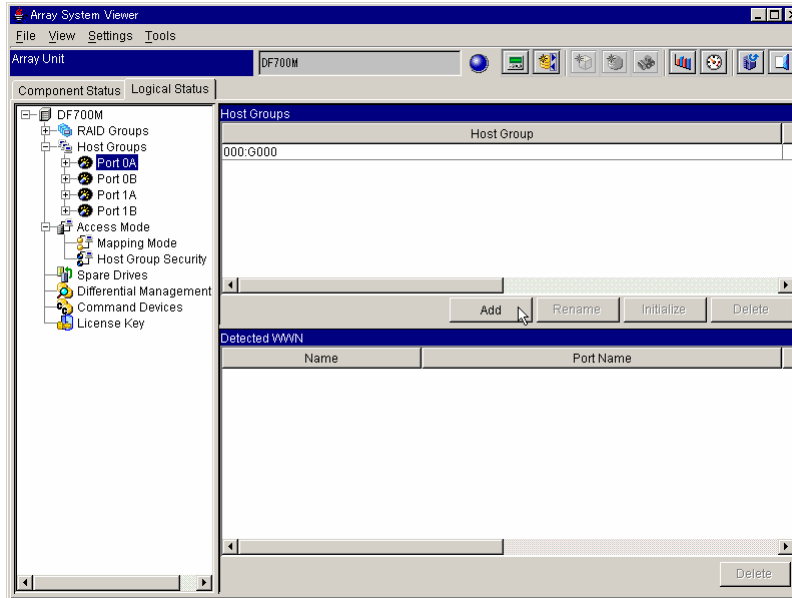 Array System Viewer
File View Settings Tools
Array Unit
DF700M
Component Status
Logical Status
DF700M
RAID Groups
Host Groups
Port 0A
Port 0B
Port 1A
Port 1B
Access Mode
Mapping Mode
Host Group Security
Spare Drives
Differential Management
Command Devices
License Key
Host Groups
Host Group
000:G000
Add
Rename
Initialize
Delete
Detected WWN
Name
Port Name
Delete